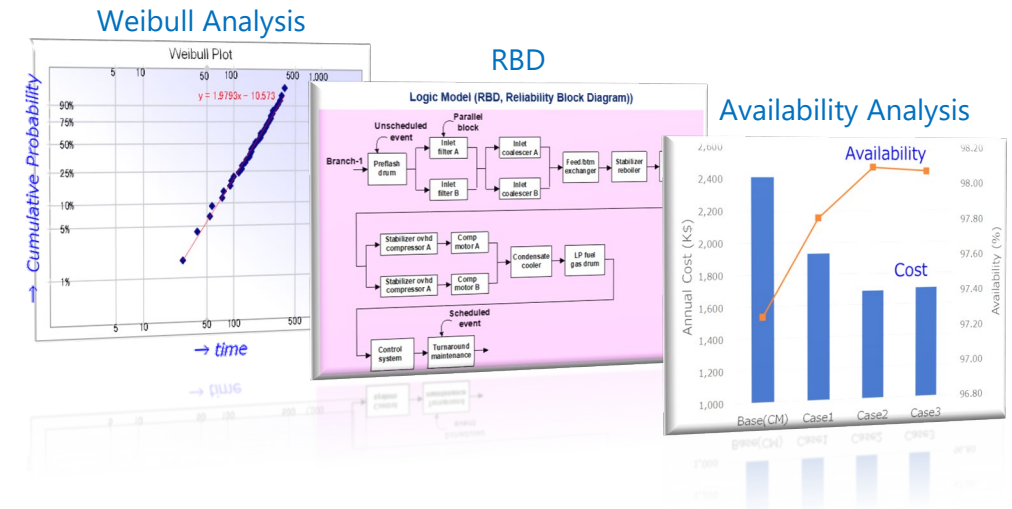 Weibull Analysis
RBD
Availability Analysis
Weibull Plot
5 10 50 100 500 1,000
y = 1.9793x − 10.573
90%
75%
50%
25%
10%
5%
1%
→ Cumulative Probability
5 10 50 100 500
→ time
Logic Model (RBD, Reliability Block Diagram))
Unscheduled
event
Parallel
block
Branch-1
Preflash
drum
Inlet
filter A
Inlet
filter B
Inlet
coalescer A
Inlet
coalescer B
Feed/btm
exchanger
Stabilizer
reboiler
Stabilizer ovhd
compressor A
Comp
motor A
Stabilizer ovhd
compressor A
Comp
motor B
Condensate
cooler
LP fuel
gas drum
Scheduled
event
Control
system
Turnaround
maintenance
Availability
Cost
Annual Cost (K$)
2,600
2,400
2,200
2,000
1,800
1,600
1,400
1,200
1,000
98.20
98.00
97.80
97.60
97.40
97.20
97.00
96.80
Availability (%)
Base(CM) Case1 Case2 Case3